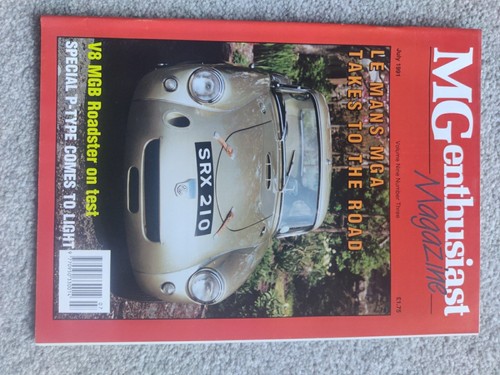 MG enthusiast
Magazine
July 1991
Volume Nine Number Three
£1.75
LE MANS MGA
TAKES TO THE ROAD
SRX 210
V8 MGB Roadster on test
SPECIAL P-TYPE COMES TO LIGHT